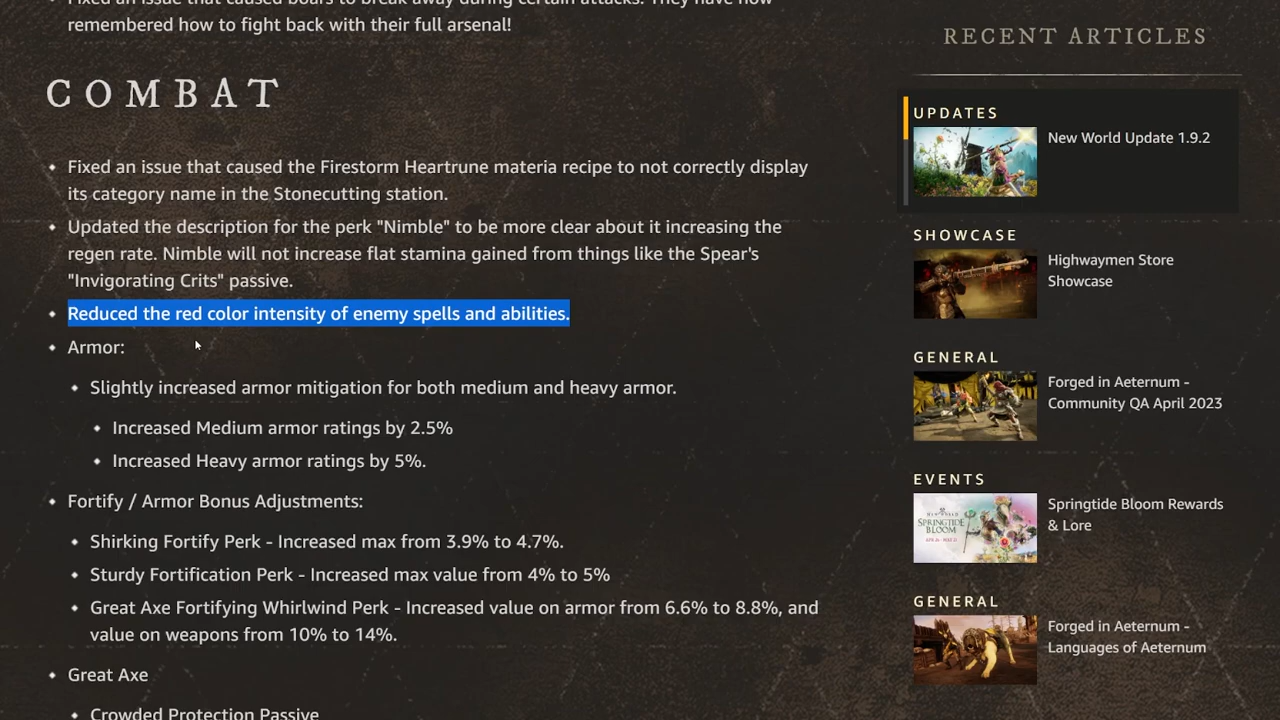 Fixed an issue that caused boars to break away during certain attacks. They have now
remembered how to fight back with their full arsenal!
COMBAT
Fixed an issue that caused the Firestorm Heartrune materia recipe to not correctly display
its category name in the Stonecutting station.
Updated the description for the perk "Nimble" to be more clear about it increasing the
regen rate. Nimble will not increase flat stamina gained from things like the Spear's
"Invigorating Crits" passive.
Reduced the red color intensity of enemy spells and abilities.
Armor:
Slightly increased armor mitigation for both medium and heavy armor.
Increased Medium armor ratings by 2.5%
Increased Heavy armor ratings by 5%.
Fortify / Armor Bonus Adjustments:
Shirking Fortify Perk - Increased max from 3.9% to 4.7%.
Sturdy Fortification Perk - Increased max value from 4% to 5%
Great Axe Fortifying Whirlwind Perk - Increased value on armor from 6.6% to 8.8%, and
value on weapons from 10% to 14%.
Great Axe
Crowded Protection Passive
RECENT ARTICLES
UPDATES
New World Update 1.9.2
SHOWCASE
Highwaymen Store
Showcase
GENERAL
Forged in Aeternum -
Community QA April 2023
EVENTS
SPRINGTIDE
BLOOM
Springtide Bloom Rewards
& Lore
GENERAL
Forged in Aeternum -
Languages of Aeternum